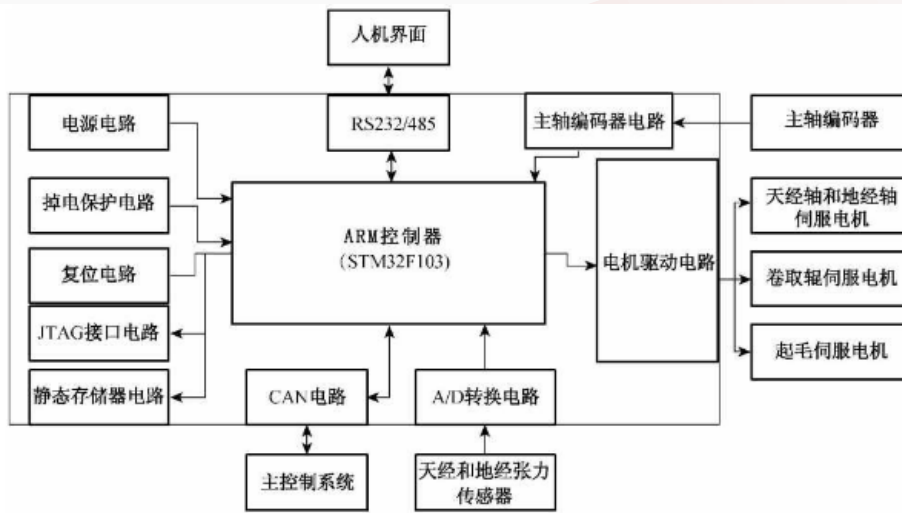 人机界面
电源电路
RS232/485
主轴编码器电路
主轴编码器
掉电保护电路
ARM控制器
(STM32F103)
天经轴和地经轴
伺服电机
复位电路
电机驱动电路
卷取辊伺服电机
JTAG接口电路
起毛伺服电机
静态存储器电路
CAN电路
A/D转换电路
主控制系统
天经和地经张力
传感器